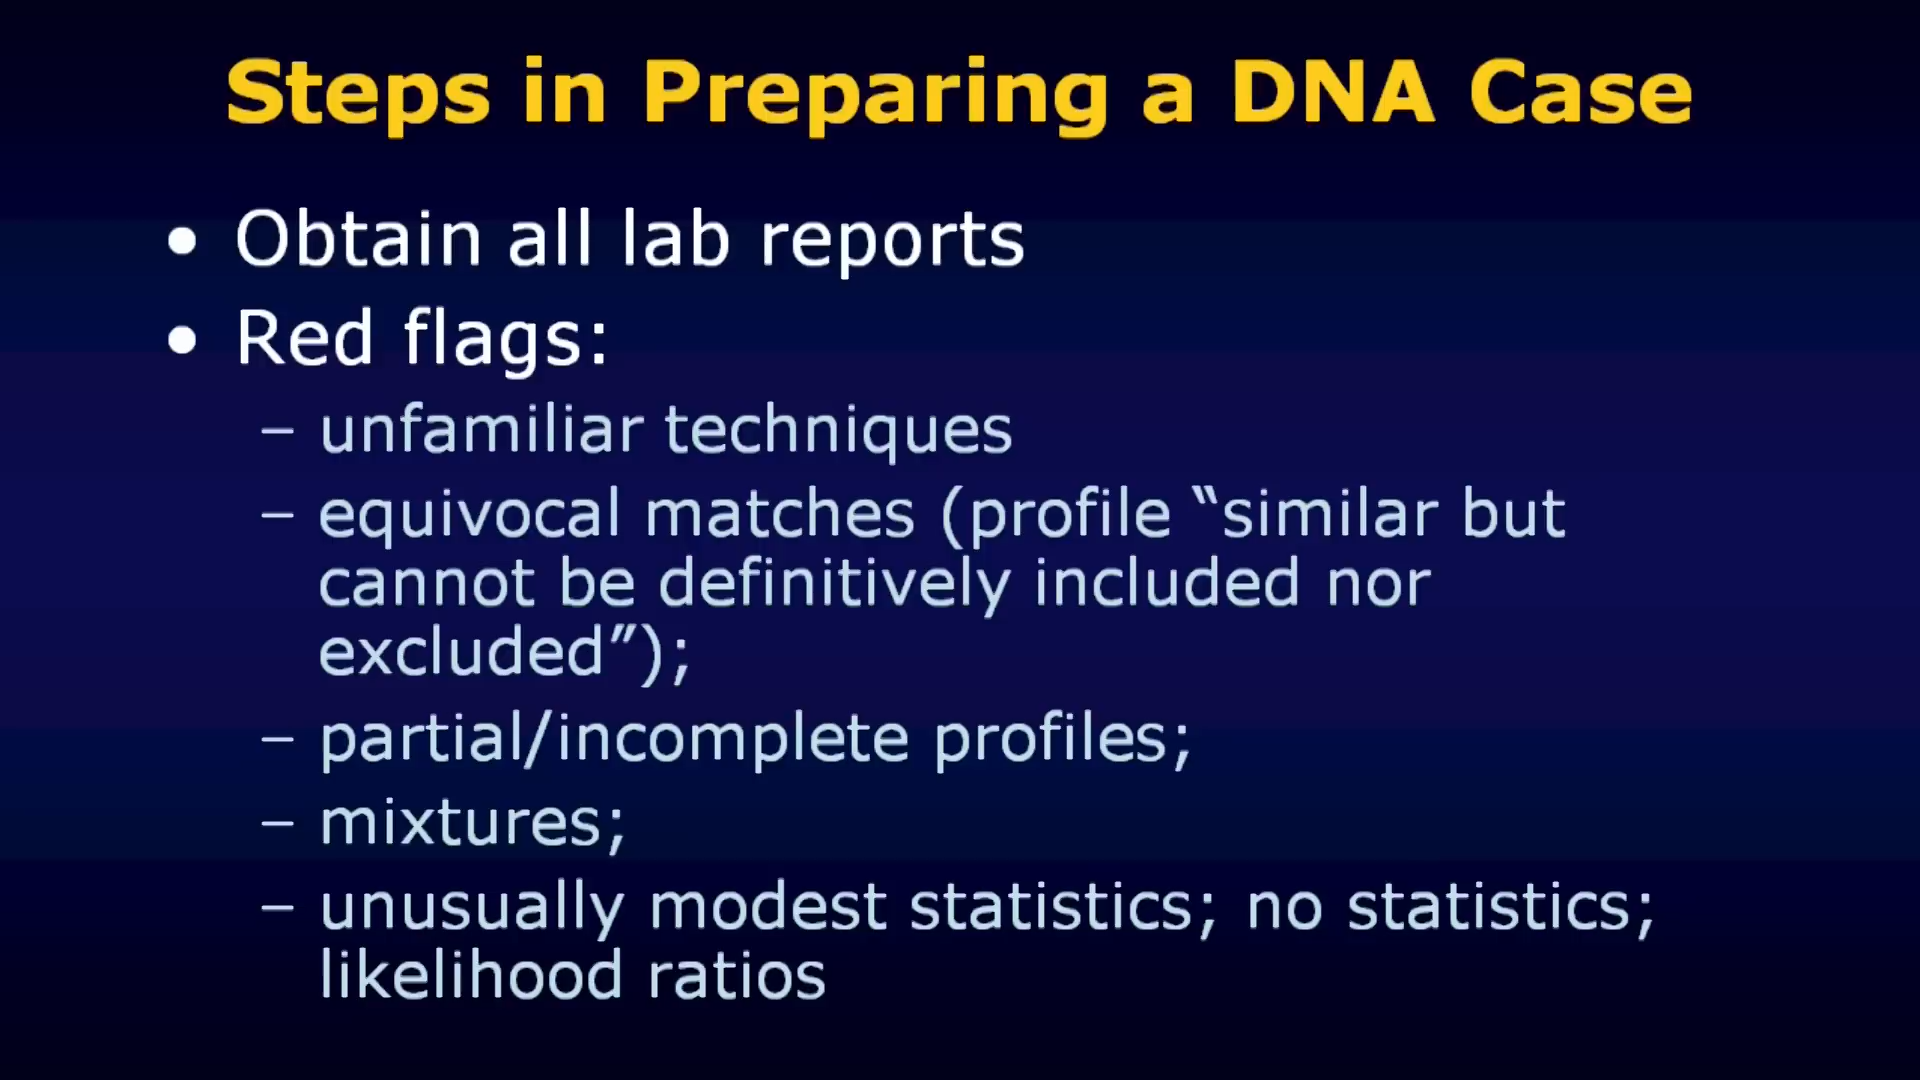 Steps in Preparing a DNA Case
• Obtain all lab reports
• Red flags:
– unfamiliar techniques
– equivocal matches (profile “similar but
cannot be definitively included nor
excluded”);
– partial/incomplete profiles;
– mixtures;
– unusually modest statistics; no statistics;
likelihood ratios